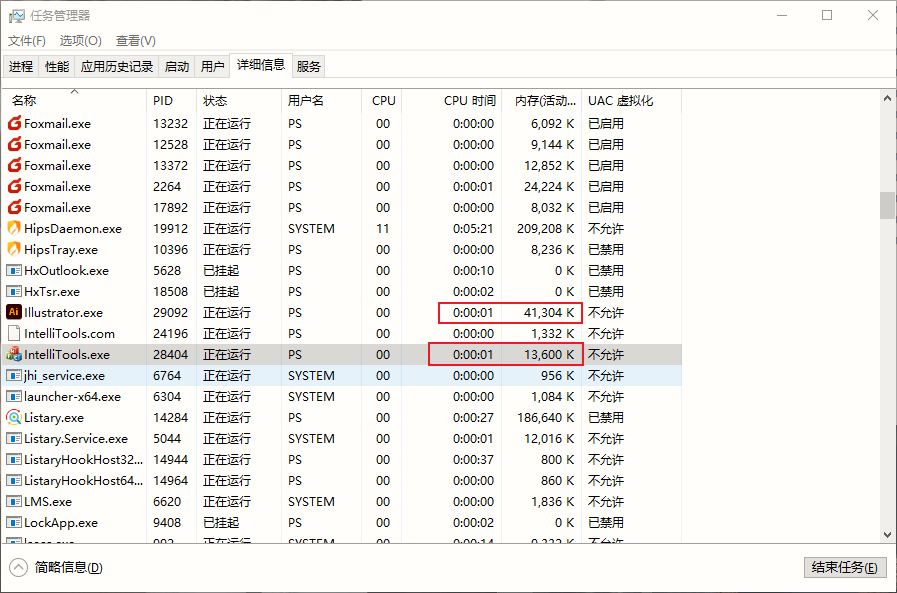 任务管理器
文件(F) 选项(O) 查看(V)
进程 性能 应用历史记录 启动 用户 详细信息 服务
名称 PID 状态 用户名 CPU CPU 时间 内存(活动... UAC 虚拟化
Foxmail.exe 13232 正在运行 PS 00 0:00:00 6,092 K 已启用
Foxmail.exe 12528 正在运行 PS 00 0:00:00 9,144 K 已启用
Foxmail.exe 13372 正在运行 PS 00 0:00:00 12,852 K 已启用
Foxmail.exe 2264 正在运行 PS 00 0:00:01 24,224 K 已启用
Foxmail.exe 17892 正在运行 PS 00 0:00:00 8,032 K 已启用
HipsDaemon.exe 19912 正在运行 SYSTEM 11 0:05:21 209,208 K 不允许
HipsTray.exe 10396 正在运行 PS 00 0:00:00 8,236 K 已禁用
HxOutlook.exe 5628 已挂起 PS 00 0:00:10 0 K 已禁用
HxTsr.exe 18508 已挂起 PS 00 0:00:02 0 K 已禁用
Ai Illustrator.exe 29092 正在运行 PS 00 0:00:01 41,304 K 不允许
IntelliTools.com 24196 正在运行 PS 00 0:00:00 1,332 K 不允许
IntelliTools.exe 28404 正在运行 PS 00 0:00:01 13,600 K 不允许
jhi_service.exe 6764 正在运行 SYSTEM 00 0:00:00 956 K 不允许
launcher-x64.exe 6304 正在运行 SYSTEM 00 0:00:00 1,084 K 不允许
Listary.exe 14284 正在运行 PS 00 0:00:27 186,640 K 已禁用
Listary.Service.exe 5044 正在运行 SYSTEM 00 0:00:01 12,016 K 不允许
ListaryHookHost32... 14944 正在运行 PS 00 0:00:37 800 K 不允许
ListaryHookHost64... 14964 正在运行 PS 00 0:00:00 860 K 不允许
LMS.exe 6620 正在运行 SYSTEM 00 0:00:00 1,836 K 不允许
LockApp.exe 9408 已挂起 PS 00 0:00:02 0 K 已禁用
正在运行 SYSTEM 00 0:00:14 不允许
简略信息(D) 结束任务(E)